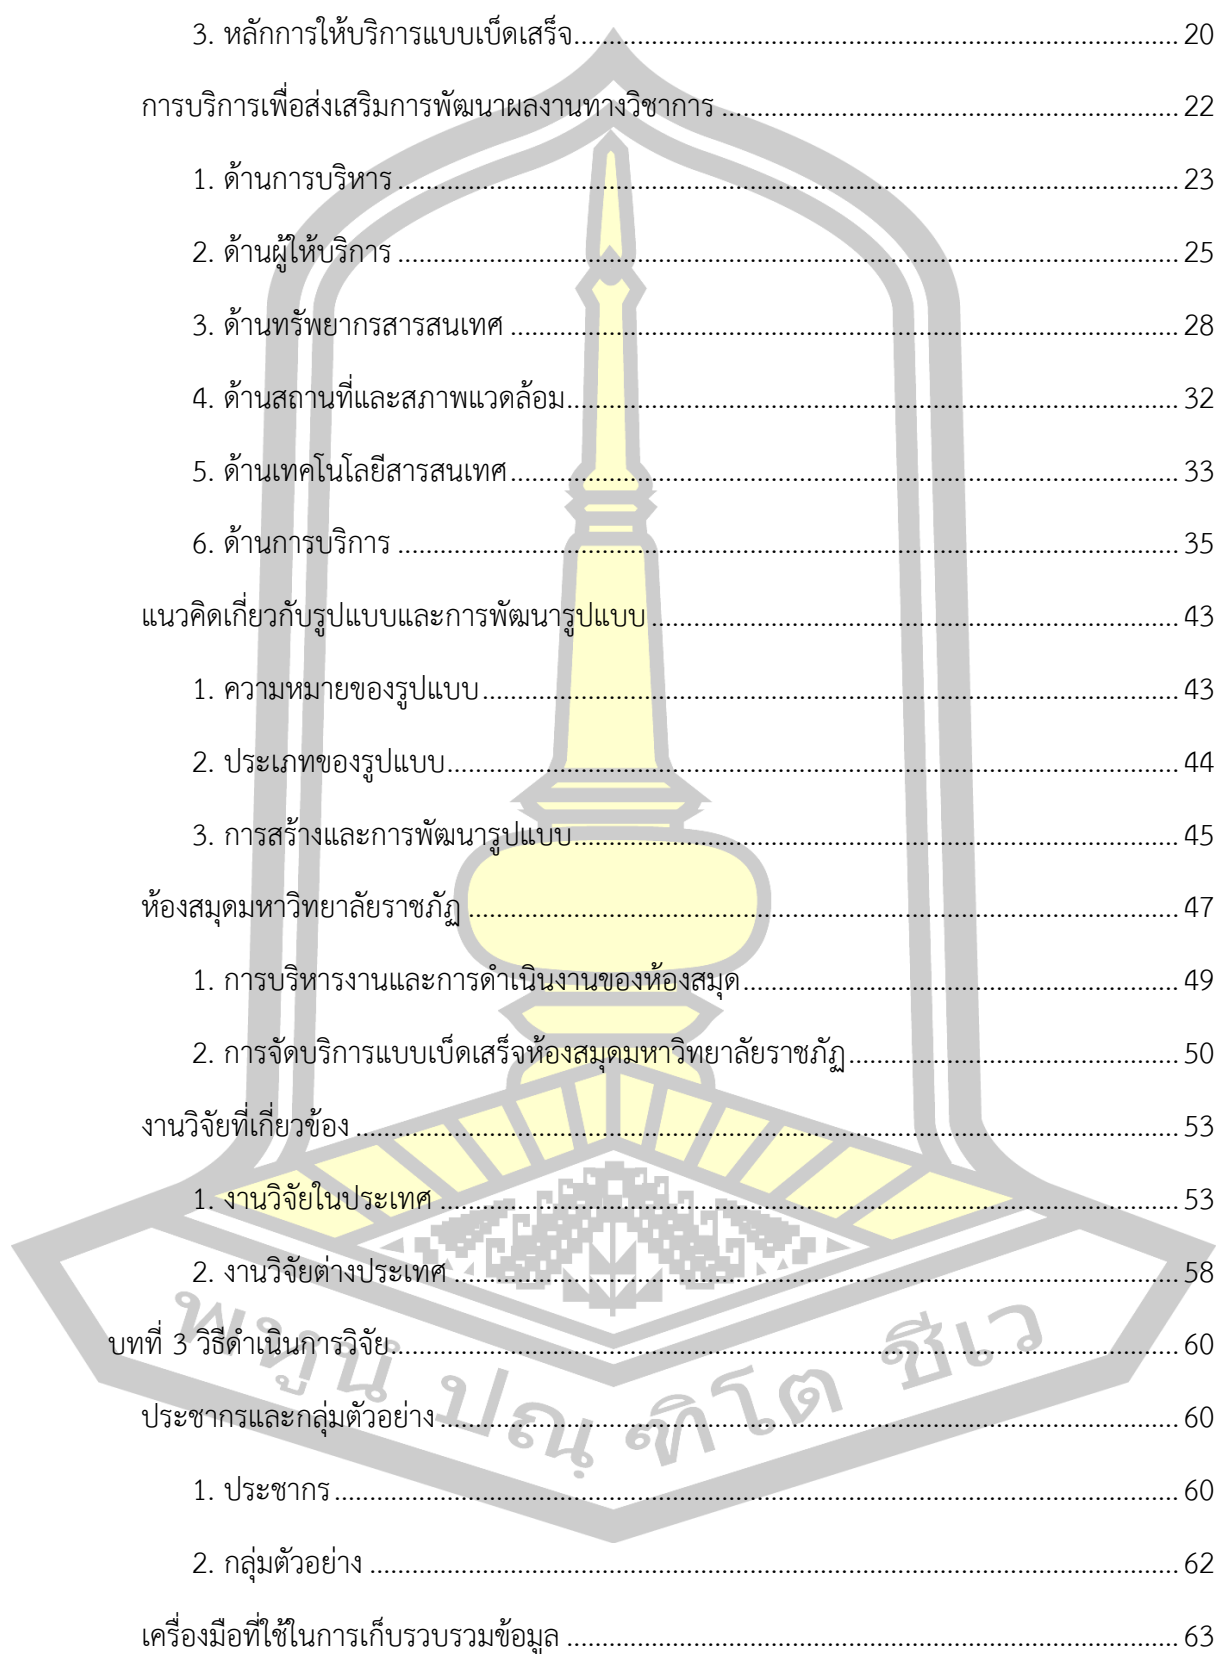 3. หลักการให้บริการแบบเบ็ดเสร็จ........................................................................ 20
การบริการเพื่อส่งเสริมการพัฒนาผลงานทางวิชาการ ...................................................... 22
1. ด้านการบริหาร .............................................................................................. 23
2. ด้านผู้ให้บริการ .............................................................................................. 25
3. ด้านทรัพยากรสารสนเทศ ................................................................................ 28
4. ด้านสถานที่และสภาพแวดล้อม......................................................................... 32
5. ด้านเทคโนโลยีสารสนเทศ................................................................................ 33
6. ด้านการบริการ .............................................................................................. 35
แนวคิดเกี่ยวกับรูปแบบและการพัฒนารูปแบบ ............................................................... 43
1. ความหมายของรูปแบบ.................................................................................... 43
2. ประเภทของรูปแบบ........................................................................................ 44
3. การสร้างและการพัฒนารูปแบบ........................................................................ 45
ห้องสมุดมหาวิทยาลัยราชภัฏ ..................................................................................... 47
1. การบริหารงานและการดำเนินงานของห้องสมุด.................................................... 49
2. การจัดบริการแบบเบ็ดเสร็จห้องสมุดมหาวิทยาลัยราชภัฏ....................................... 50
งานวิจัยที่เกี่ยวข้อง .................................................................................................. 53
1. งานวิจัยในประเทศ ......................................................................................... 53
2. งานวิจัยต่างประเทศ ....................................................................................... 58
บทที่ 3 วิธีดำเนินการวิจัย.............................................................................................. 60
ประชากรและกลุ่มตัวอย่าง ........................................................................................ 60
1. ประชากร...................................................................................................... 60
2. กลุ่มตัวอย่าง ................................................................................................. 62
เครื่องมือที่ใช้ในการเก็บรวบรวมข้อมูล ......................................................................... 63
พหูนํ ปณฺฑิโต ชีเว